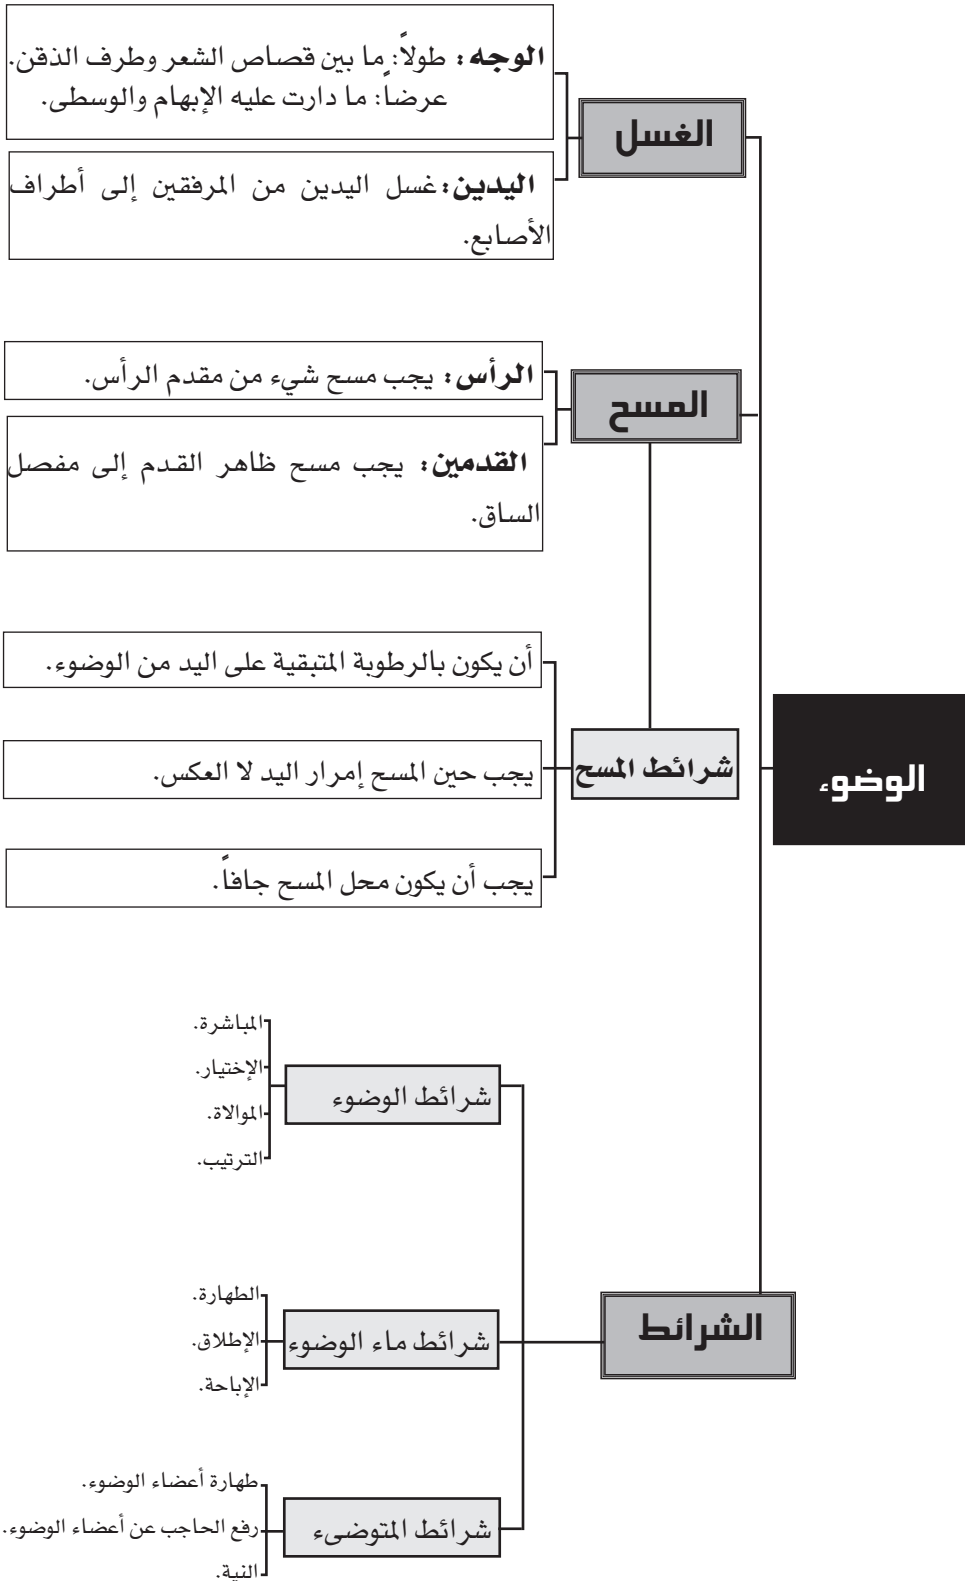 الوضوء
الغسل
الوجه: طولاً: ما بين قصاص الشعر وطرف الذقن.
عرضاً: ما دارت عليه الإبهام والوسطى.
اليدين: غسل اليدين من المرفقين إلى أطراف
الأصابع.
المسح
الرأس: يجب مسح شيء من مقدم الرأس.
القدمين: يجب مسح ظاهر القدم إلى مفصل
الساق.
شرائط المسح
أن يكون بالرطوبة المتبقية على اليد من الوضوء.
يجب حين المسح إمرار اليد لا العكس.
يجب أن يكون محل المسح جافاً.
الشرائط
شرائط الوضوء
المباشرة.
الإختيار.
الموالاة.
الترتيب.
شرائط ماء الوضوء
الطهارة.
الإطلاق.
الإباحة.
شرائط المتوضىء
طهارة أعضاء الوضوء.
رفع الحاجب عن أعضاء الوضوء.
النية.